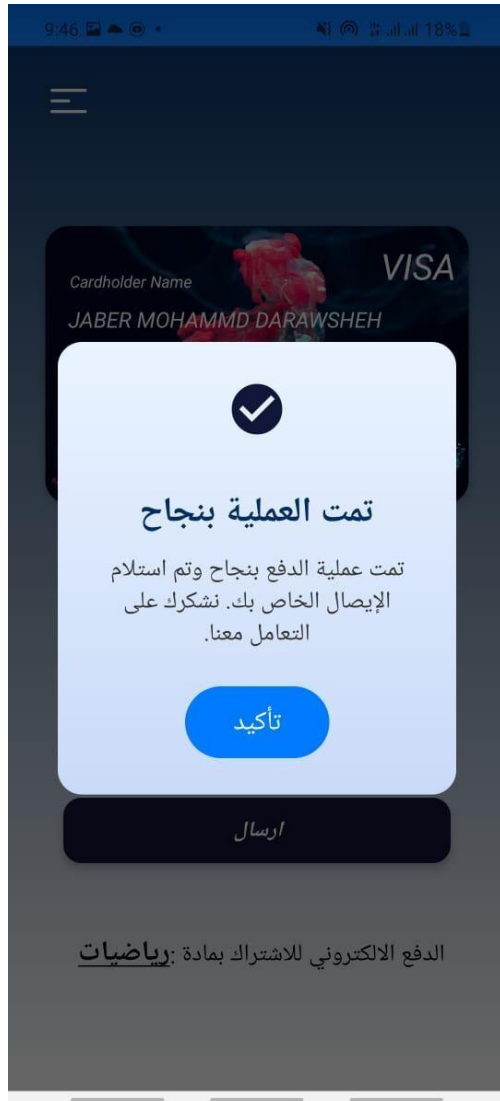 9:46
18%
VISA
Cardholder Name
JABER MOHAMMD DARAWSHEH
تمت العملية بنجاح
تمت عملية الدفع بنجاح وتم استلام
الإيصال الخاص بك. نشكرك على
التعامل معنا.
تأكيد
ارسال
الدفع الالكتروني للاشتراك بمادة :رياضيات